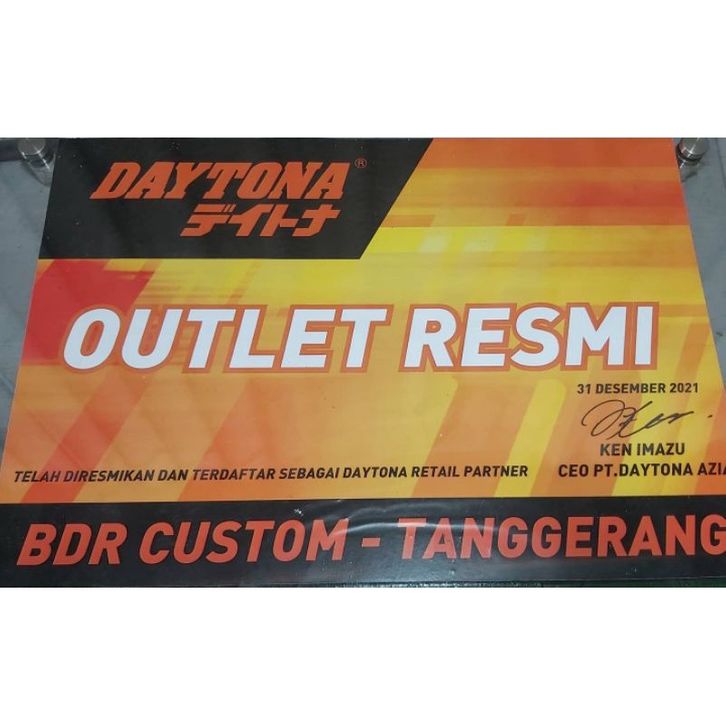 DAYTONA®
デイトナ
OUTLET RESMI
31 DESEMBER 2021
KEN IMAZU
CEO PT.DAYTONA AZIA
TELAH DIRESMIKAN DAN TERDAFTAR SEBAGAI DAYTONA RETAIL PARTNER
BDR CUSTOM - TANGGERANG